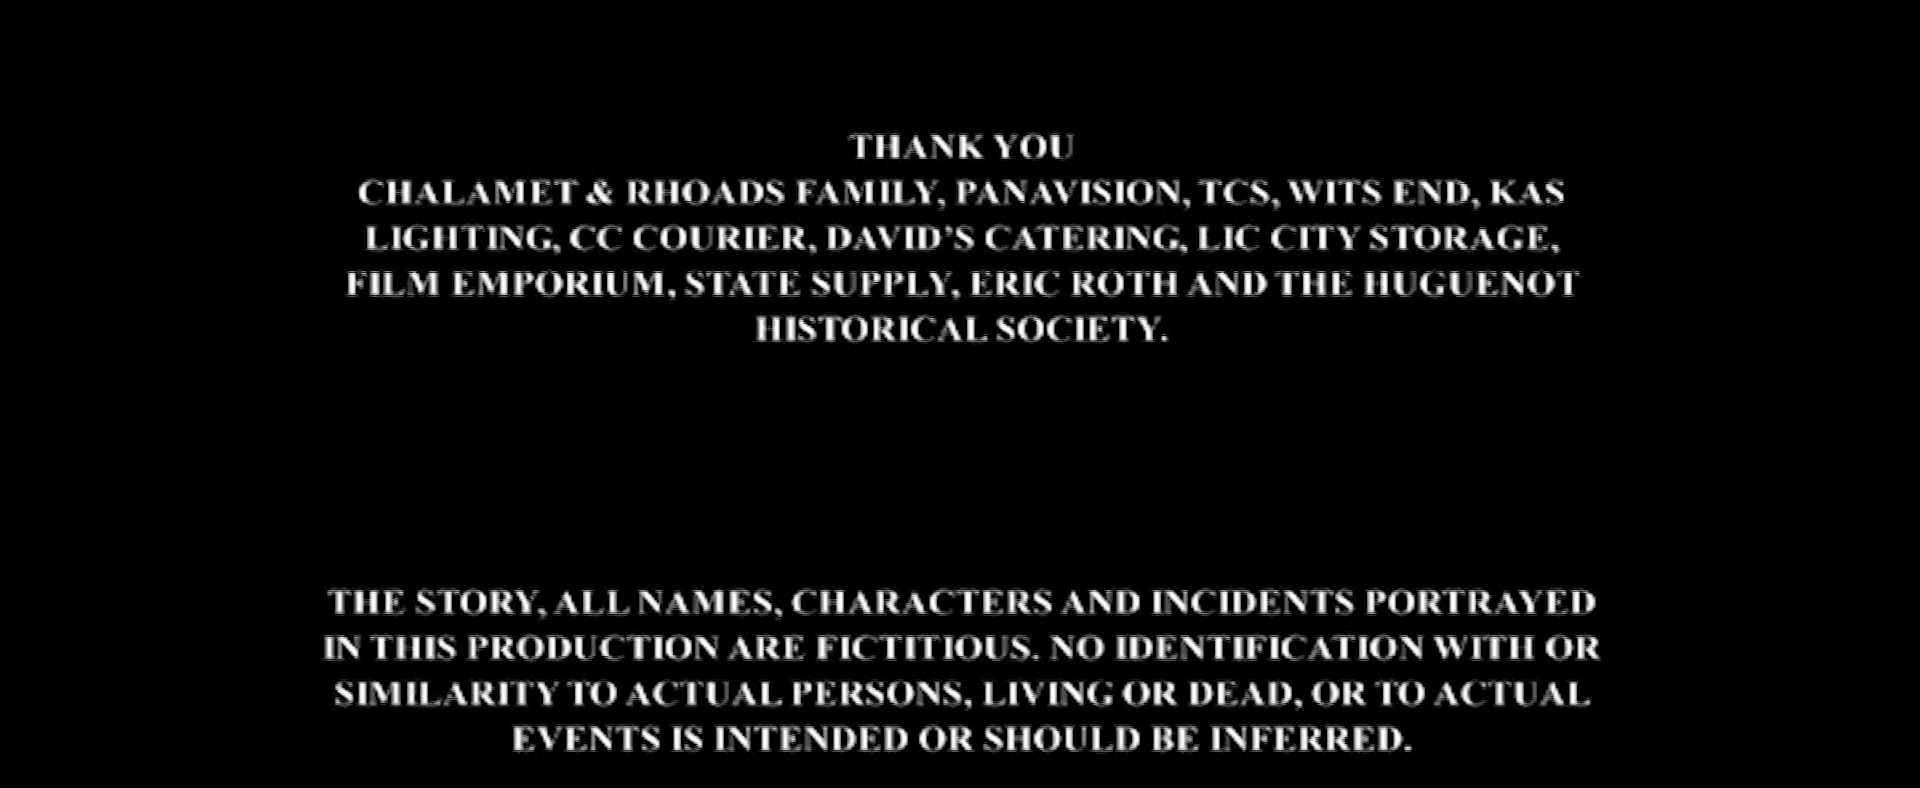 THANK YOU
CHALAMET & RHOADS FAMILY, PANAVISION, TCS, WITS END, KAS
LIGHTING, CC COURIER, DAVID'S CATERING, LIC CITY STORAGE,
FILM EMPORIUM, STATE SUPPLY, ERIC ROTH AND THE HUGUENOT
HISTORICAL SOCIETY.
THE STORY, ALL NAMES, CHARACTERS AND INCIDENTS PORTRAYED
IN THIS PRODUCTION ARE FICTITIOUS. NO IDENTIFICATION WITH OR
SIMILARITY TO ACTUAL PERSONS, LIVING OR DEAD, OR TO ACTUAL
EVENTS IS INTENDED OR SHOULD BE INFERRED.